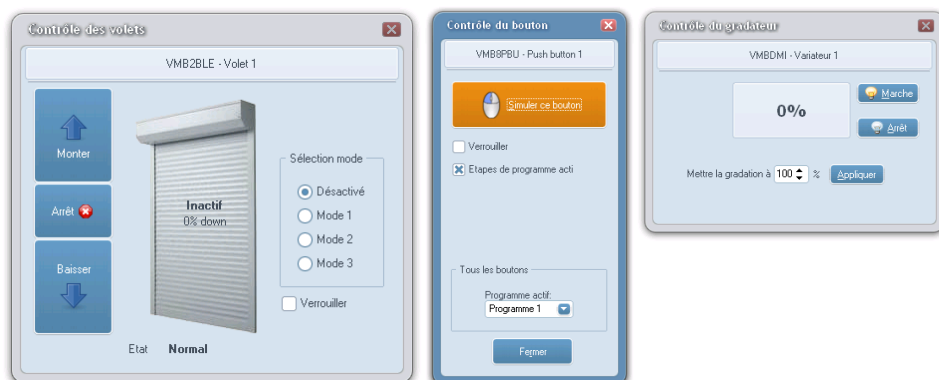 Contrôle des volets
VMB2BLE - Volet 1
Monter
Arrêt
Baisser
Inactif
0% down
Sélection mode
Désactivé
Mode 1
Mode 2
Mode 3
Verrouiller
Etat Normal
Contrôle du bouton
VMB8PBU - Push button 1
Simuler ce bouton
Verrouiller
Etapes de programme acti
Tous les boutons
Programme actif:
Programme 1
Fermer
Contrôle du gradateur
VMBDMI - Variateur 1
0%
Marche
Arrêt
Mettre la gradation à 100 % Appliquer